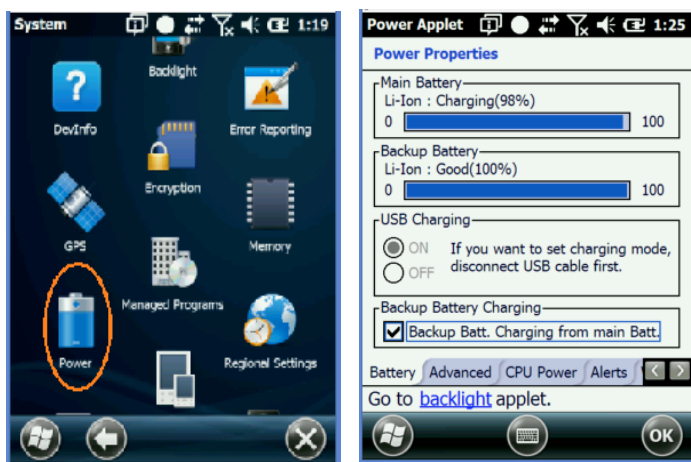 System 1:19
Backlight
DevInfo
Error Reporting
Encryption
GPS
Memory
Managed Programs
Power
Regional Settings
Power Applet 1:25
Power Properties
Main Battery
Li-Ion : Charging(98%)
0 100
Backup Battery
Li-Ion : Good(100%)
0 100
USB Charging
ON If you want to set charging mode,
OFF disconnect USB cable first.
Backup Battery Charging
Backup Batt. Charging from main Batt.
Battery Advanced CPU Power Alerts
Go to backlight applet.
OK